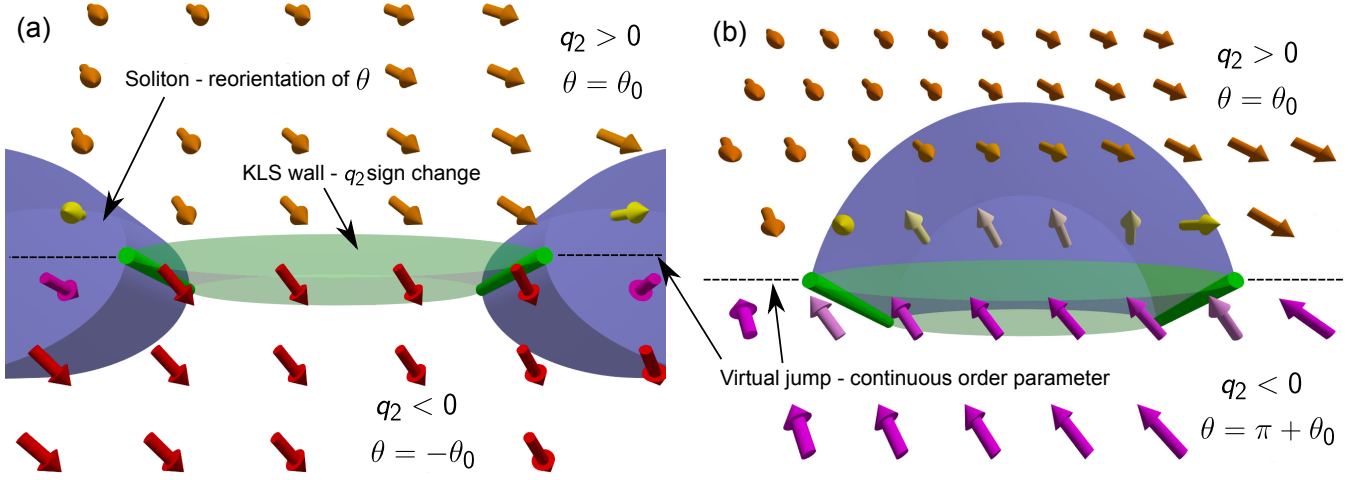 (a)
q₂ > 0
θ = θ₀
Soliton - reorientation of θ
KLS wall - q₂ sign change
q₂ < 0
θ = −θ₀
(b)
q₂ > 0
θ = θ₀
Virtual jump - continuous order parameter
q₂ < 0
θ = π + θ₀